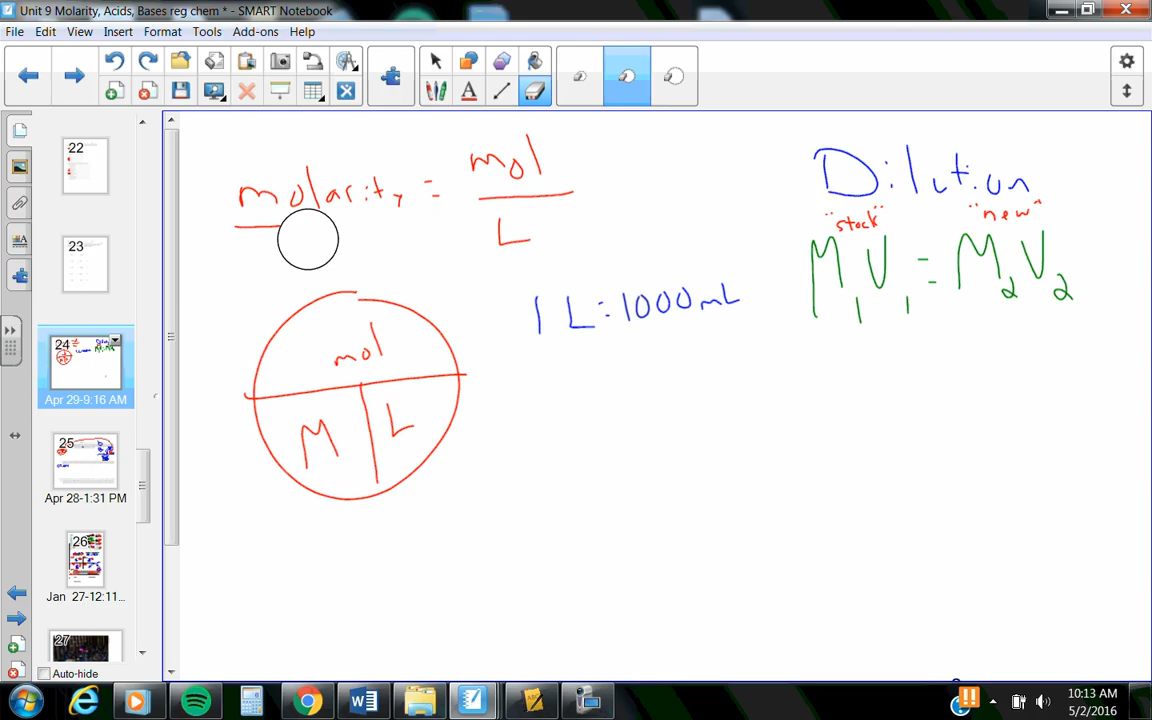 Unit 9 Molarity, Acids, Bases reg chem * - SMART Notebook
File Edit View Insert Format Tools Add-ons Help
22
23
24
Apr 29-9:16 AM
25
Apr 28-1:31 PM
26
Jan 27-12:11...
27
Auto-hide
molarity = mol
L
mol
M L
1 L = 1000 mL
Dilution
"stock" "new"
M1V1 = M2V2
10:13 AM
5/2/2016